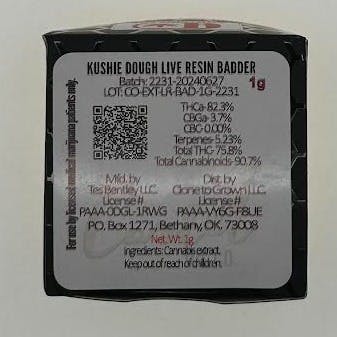 KUSHIE DOUGH LIVE RESIN BADDER
Batch: 2231-20240627
1g
LOT: CO-EXT-LR-BAD-1G-2231
THCa-82.3%
CBGa-3.7%
CBC-0.00%
Terpenes-5.23%
Total THC-75.8%
Total Cannabinoids-90.7%
For use by licensed medical marijuana patients only.
Mfd. by
Tes Bentley LLC.
License #
PAAA-0DGL-1RWG
Dist. by
Clone to Grown LLC.
License #
PAAA-VY6G-F8UE
P.O. Box 1271, Bethany, OK. 73008
Net. Wt. 1g
Ingredients: Cannabis extract.
Keep out of reach of children.